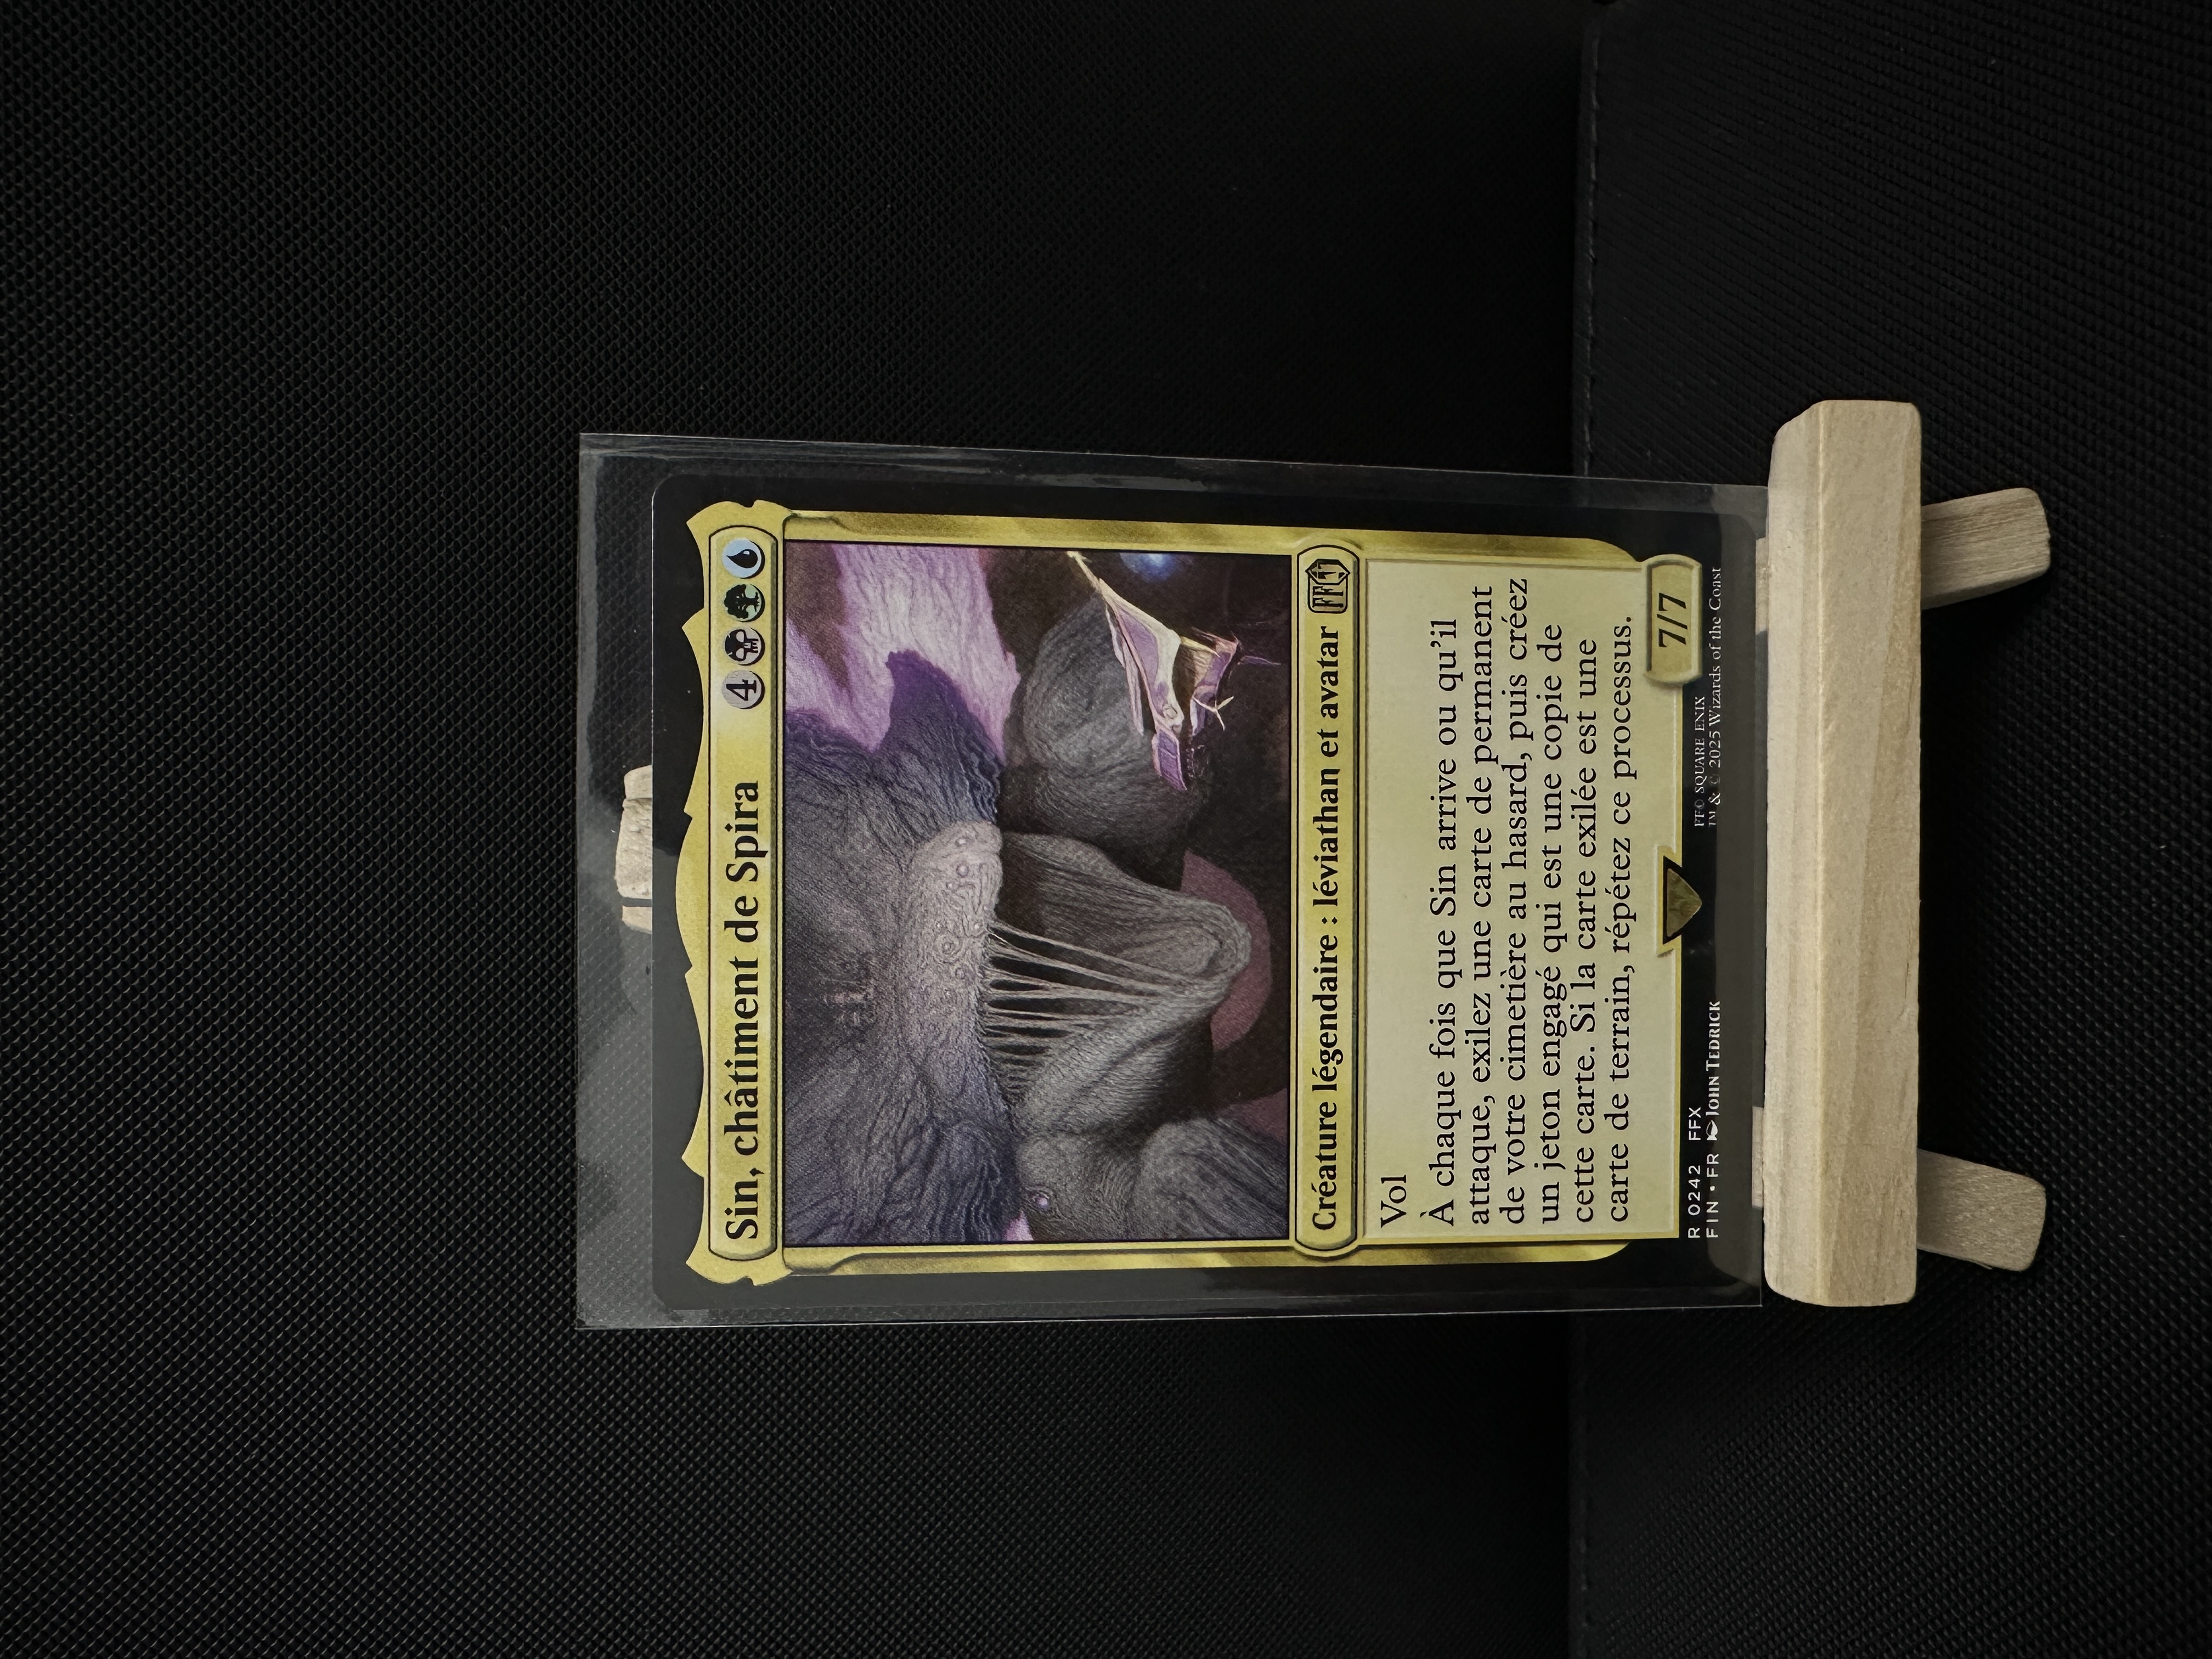 Sin, châtiment de Spira 4
Créature légendaire : léviathan et avatar FF
Vol
À chaque fois que Sin arrive ou qu'il
attaque, exilez une carte de permanent
de votre cimetière au hasard, puis créez
un jeton engagé qui est une copie de
cette carte. Si la carte exilée est une
carte de terrain, répétez ce processus.
7/7
R 0242 FFX
FIN • FR JOHN TEDRICK
FF© SQUARE ENIX
™ & © 2025 Wizards of the Coast